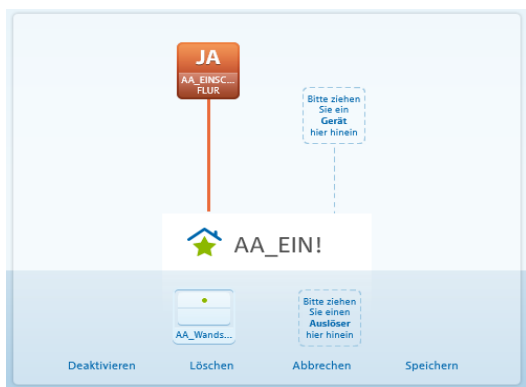 JA
AA_EINSC...
FLUR
Bitte ziehen
Sie ein
Gerät
hier hinein
AA_EIN!
AA_Wands...
Bitte ziehen
Sie einen
Auslöser
hier hinein
Deaktivieren
Löschen
Abbrechen
Speichern